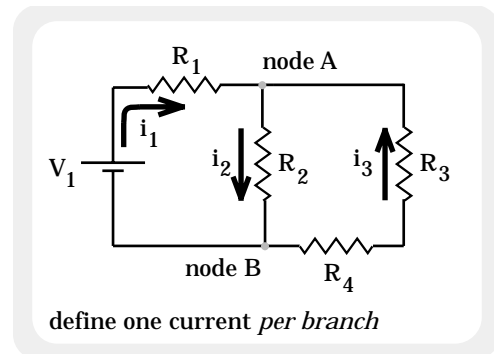 R1 node A
i1
V1
i2 R2 i3 R3
node B
R4
define one current per branch